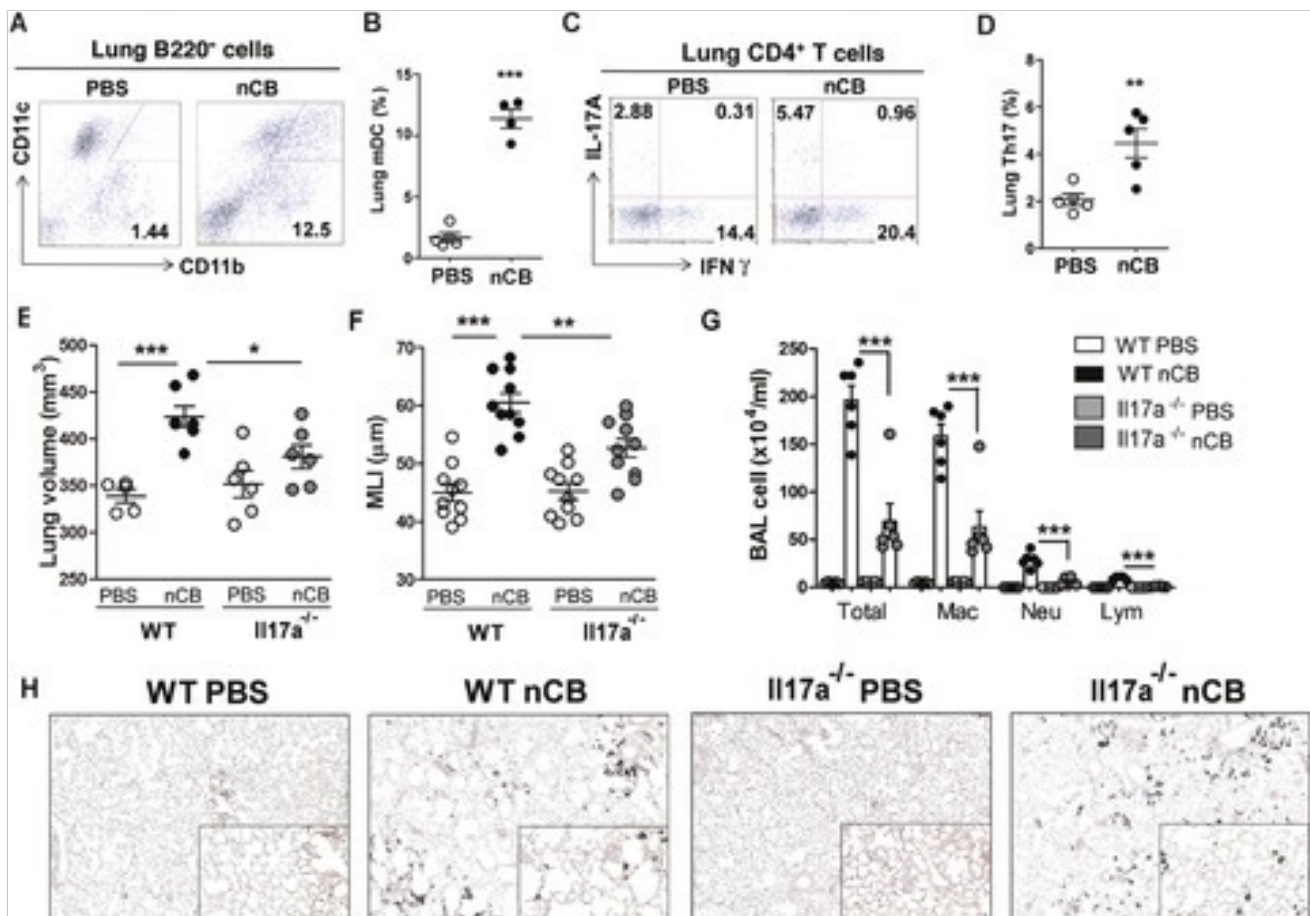 A
Lung B220⁻ cells
PBS nCB
CD11c
1.44
12.5
CD11b
B
***
Lung mDC (%)
15
10
5
0
PBS nCB
C
Lung CD4⁺ T cells
PBS nCB
IL-17A
2.88 0.31
5.47 0.96
14.4
20.4
IFN γ
D
**
Lung Th17 (%)
8
6
4
2
0
PBS nCB
E
*** *
Lung volume (mm³)
500
450
400
350
300
250
PBS nCB PBS nCB
WT Il17a⁻/⁻
F
*** **
MLI (μm)
70
60
50
40
30
PBS nCB PBS nCB
WT Il17a⁻/⁻
G
*** *** *** ***
BAL cell (x10⁴/ml)
250
200
150
100
50
0
Total Mac Neu Lym
WT PBS
WT nCB
Il17a⁻/⁻ PBS
Il17a⁻/⁻ nCB
H
WT PBS WT nCB Il17a⁻/⁻ PBS Il17a⁻/⁻ nCB